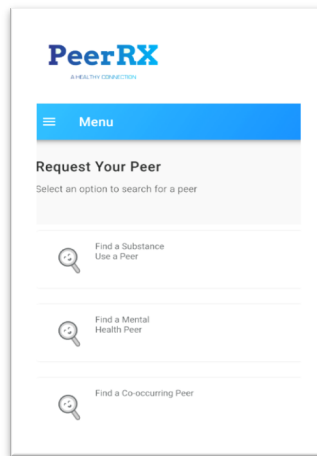 PeerRX
A HEALTHY CONNECTION
Menu
Request Your Peer
Select an option to search for a peer
Find a Substance
Use a Peer
Find a Mental
Health Peer
Find a Co-occurring Peer